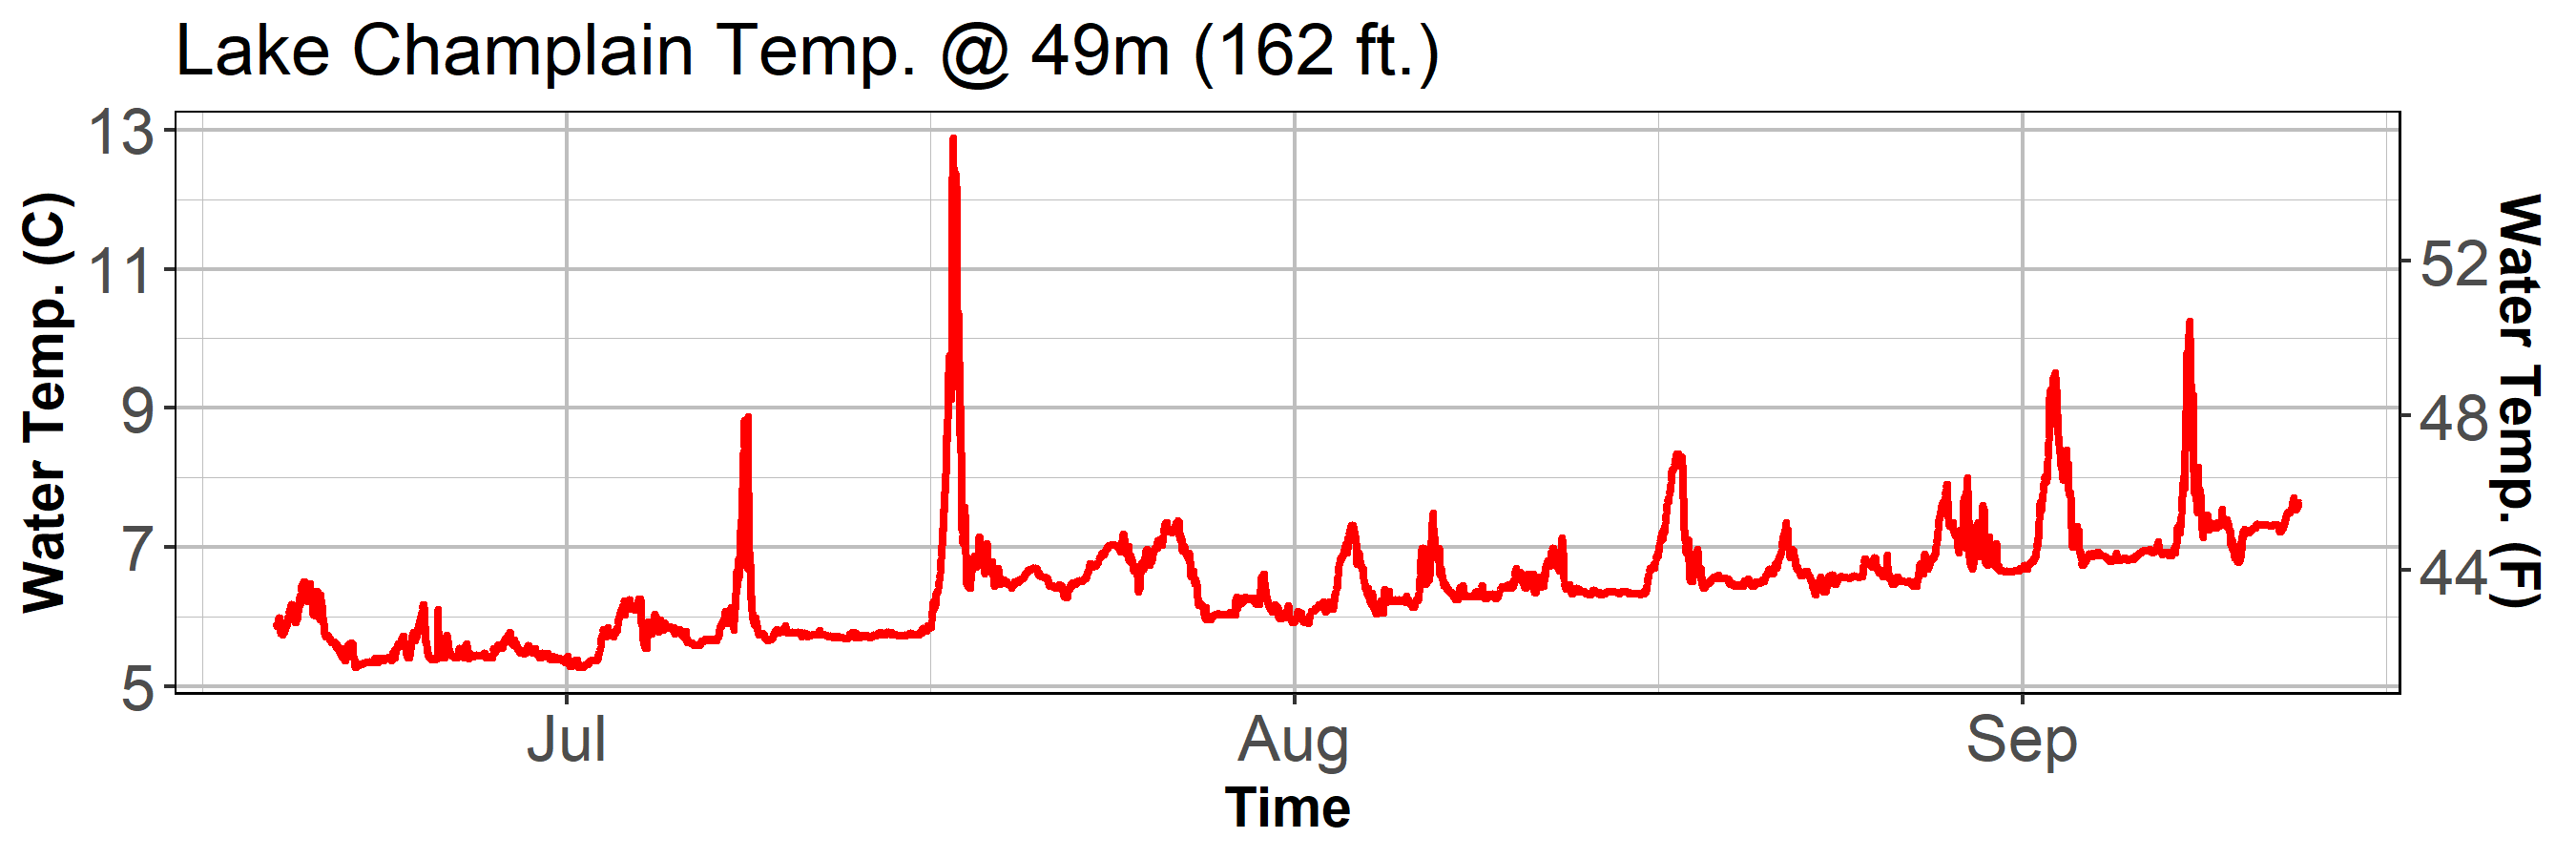 Lake Champlain Temp. @ 49m (162 ft.)
Water Temp. (C)
13
11
9
7
5
52
48
44
Water Temp. (F)
Jul
Aug
Sep
Time